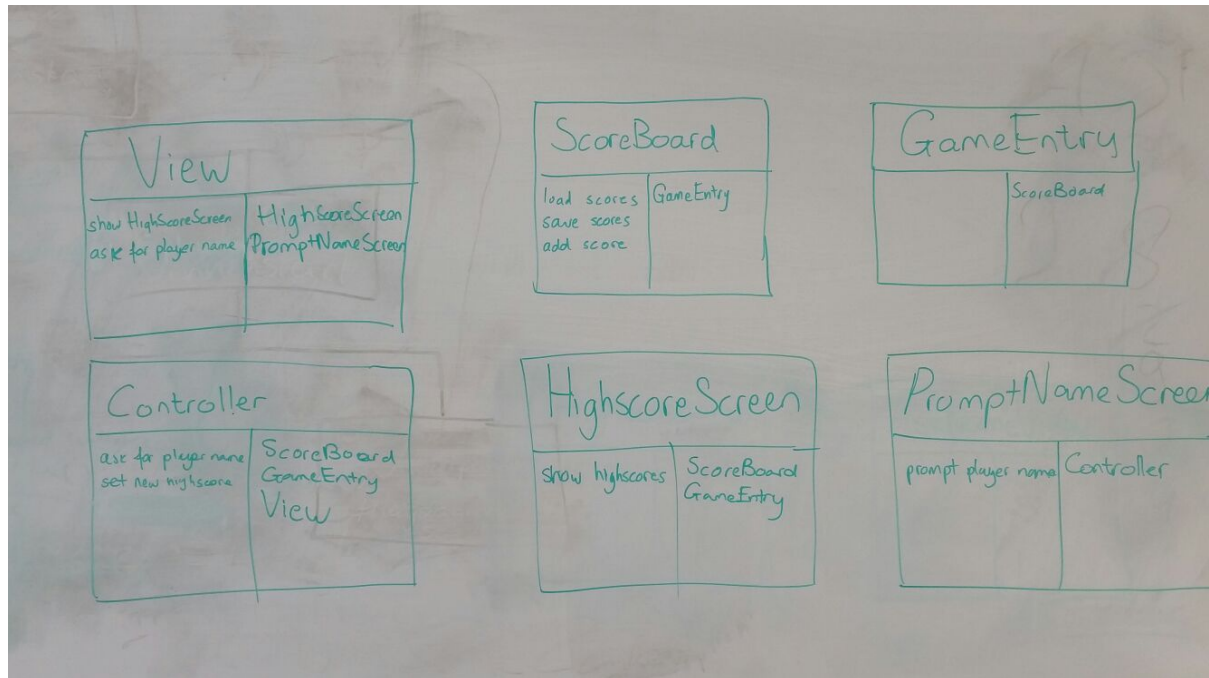 View
show HighScoreScreen
ask for player name
HighScoreScreen
PromptNameScreen
ScoreBoard
load scores
save scores
add score
GameEntry
GameEntry
ScoreBoard
Controller
ask for player name
set new highscore
ScoreBoard
GameEntry
View
HighscoreScreen
show highscores
ScoreBoard
GameEntry
PromptNameScreen
prompt player name
Controller